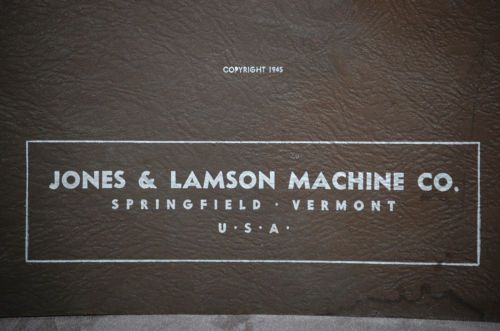 COPYRIGHT 1945
JONES & LAMSON MACHINE CO.
SPRINGFIELD · VERMONT
U·S·A·